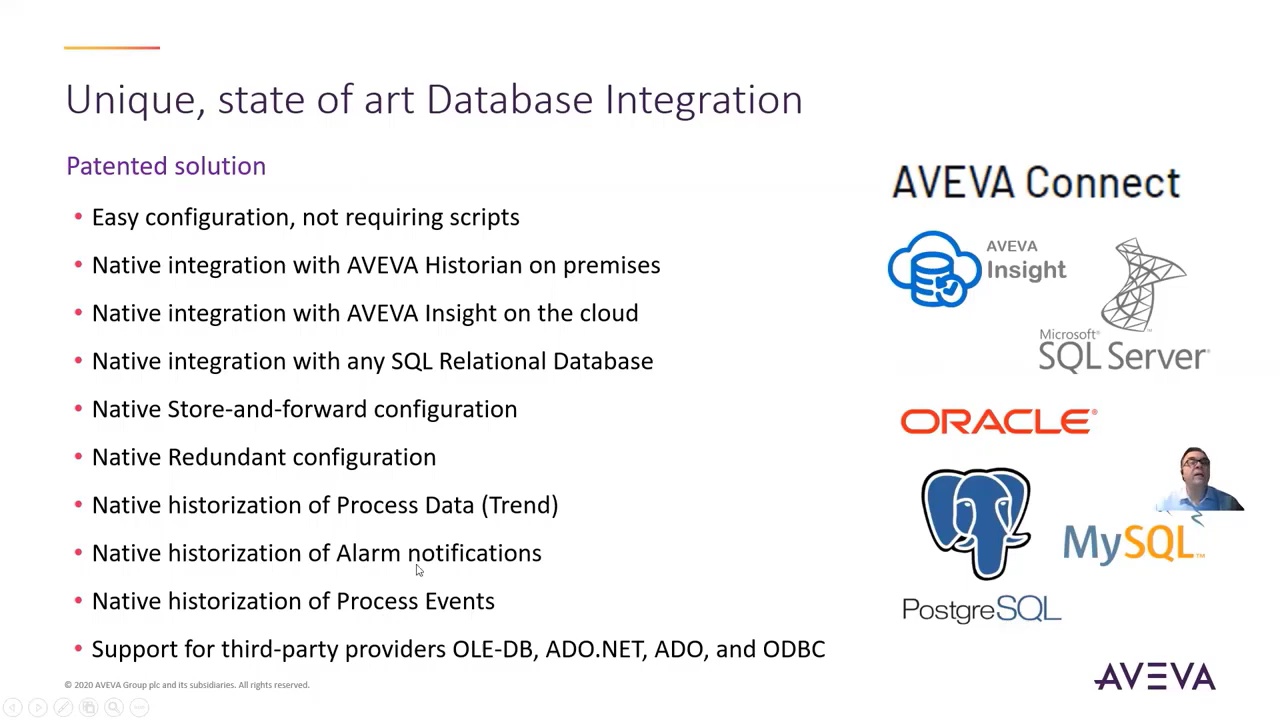 Unique, state of art Database Integration
Patented solution
• Easy configuration, not requiring scripts
• Native integration with AVEVA Historian on premises
• Native integration with AVEVA Insight on the cloud
• Native integration with any SQL Relational Database
• Native Store-and-forward configuration
• Native Redundant configuration
• Native historization of Process Data (Trend)
• Native historization of Alarm notifications
• Native historization of Process Events
• Support for third-party providers OLE-DB, ADO.NET, ADO, and ODBC
AVEVA Connect
AVEVA
Insight
Microsoft®
SQL Server®
ORACLE®
MySQL™
PostgreSQL
© 2020 AVEVA Group plc and its subsidiaries. All rights reserved.
AVEVA